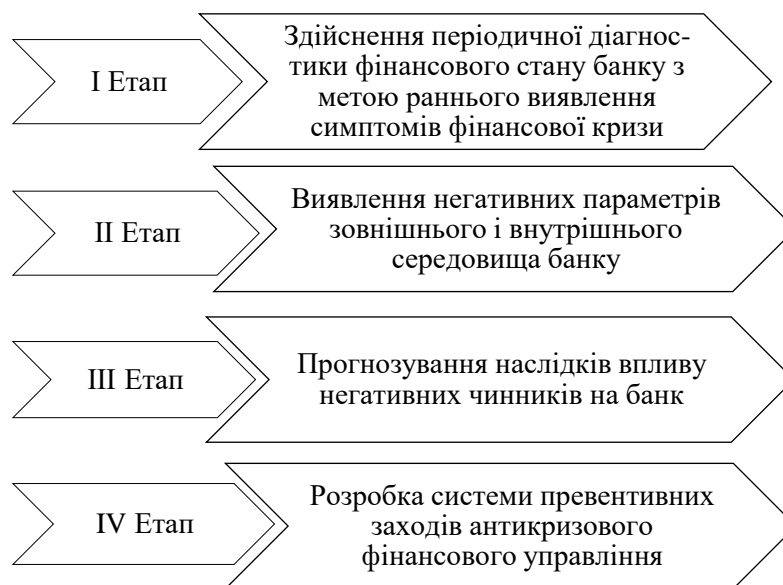 I Етап
Здійснення періодичної діагнос-
тики фінансового стану банку з
метою раннього виявлення
симптомів фінансової кризи
II Етап
Виявлення негативних параметрів
зовнішнього і внутрішнього
середовища банку
III Етап
Прогнозування наслідків впливу
негативних чинників на банк
IV Етап
Розробка системи превентивних
заходів антикризового
фінансового управління